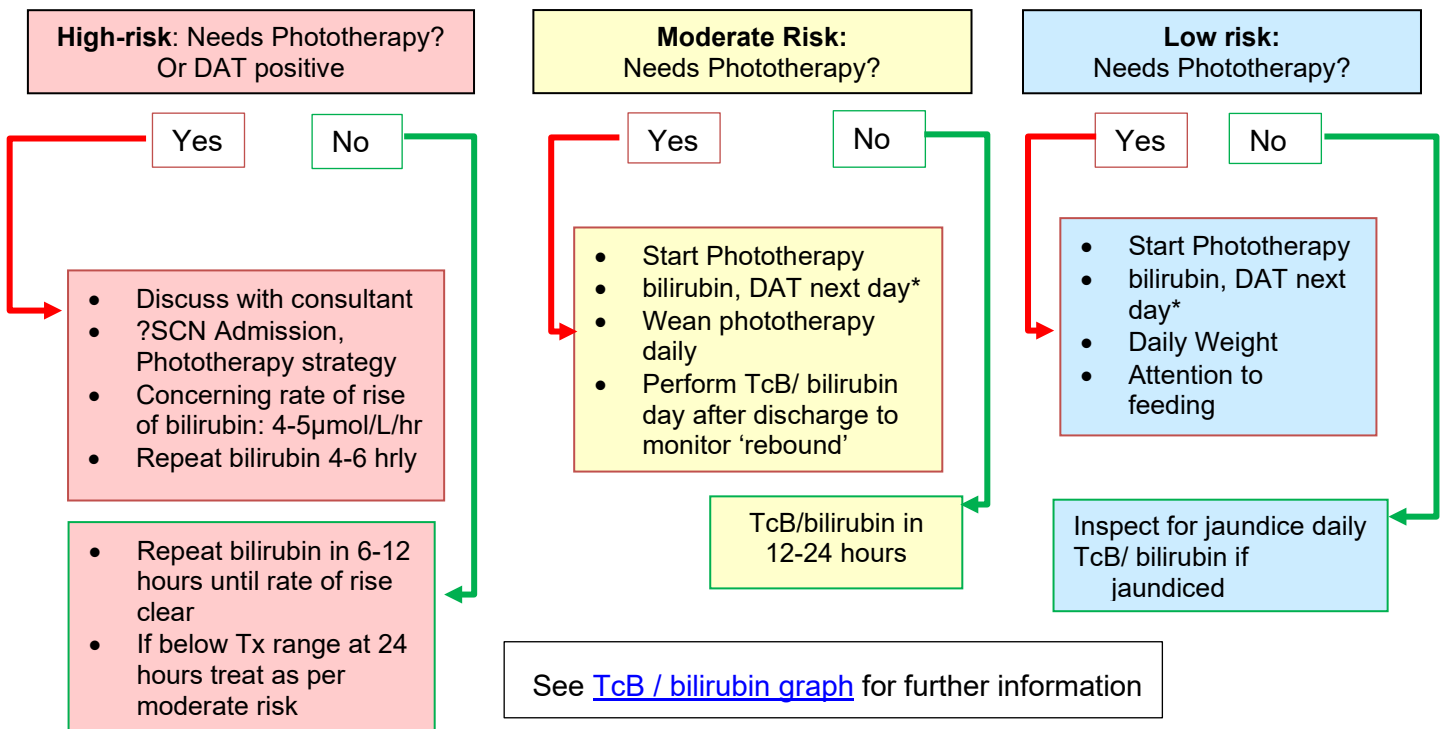 High-risk: Needs Phototherapy?
Or DAT positive
Yes
No
• Discuss with consultant
• ?SCN Admission,
Phototherapy strategy
• Concerning rate of rise
of bilirubin: 4-5µmol/L/hr
• Repeat bilirubin 4-6 hrly
• Repeat bilirubin in 6-12
hours until rate of rise
clear
• If below Tx range at 24
hours treat as per
moderate risk
Moderate Risk:
Needs Phototherapy?
Yes
No
• Start Phototherapy
• bilirubin, DAT next day*
• Wean phototherapy
daily
• Perform TcB/ bilirubin
day after discharge to
monitor ‘rebound’
TcB/bilirubin in
12-24 hours
Low risk:
Needs Phototherapy?
Yes
No
• Start Phototherapy
• bilirubin, DAT next
day*
• Daily Weight
• Attention to
feeding
Inspect for jaundice daily
TcB/ bilirubin if
jaundiced
See TcB / bilirubin graph for further information